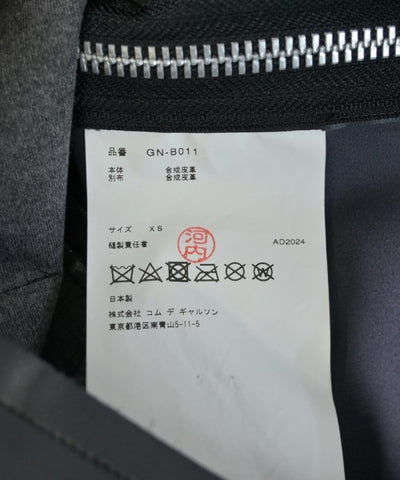 品番 GN-B011
本体 合成皮革
別布 合成皮革
サイズ XS
縫製責任者 河内 AD2024
日本製
株式会社 コム デ ギャルソン
東京都港区南青山5-11-5